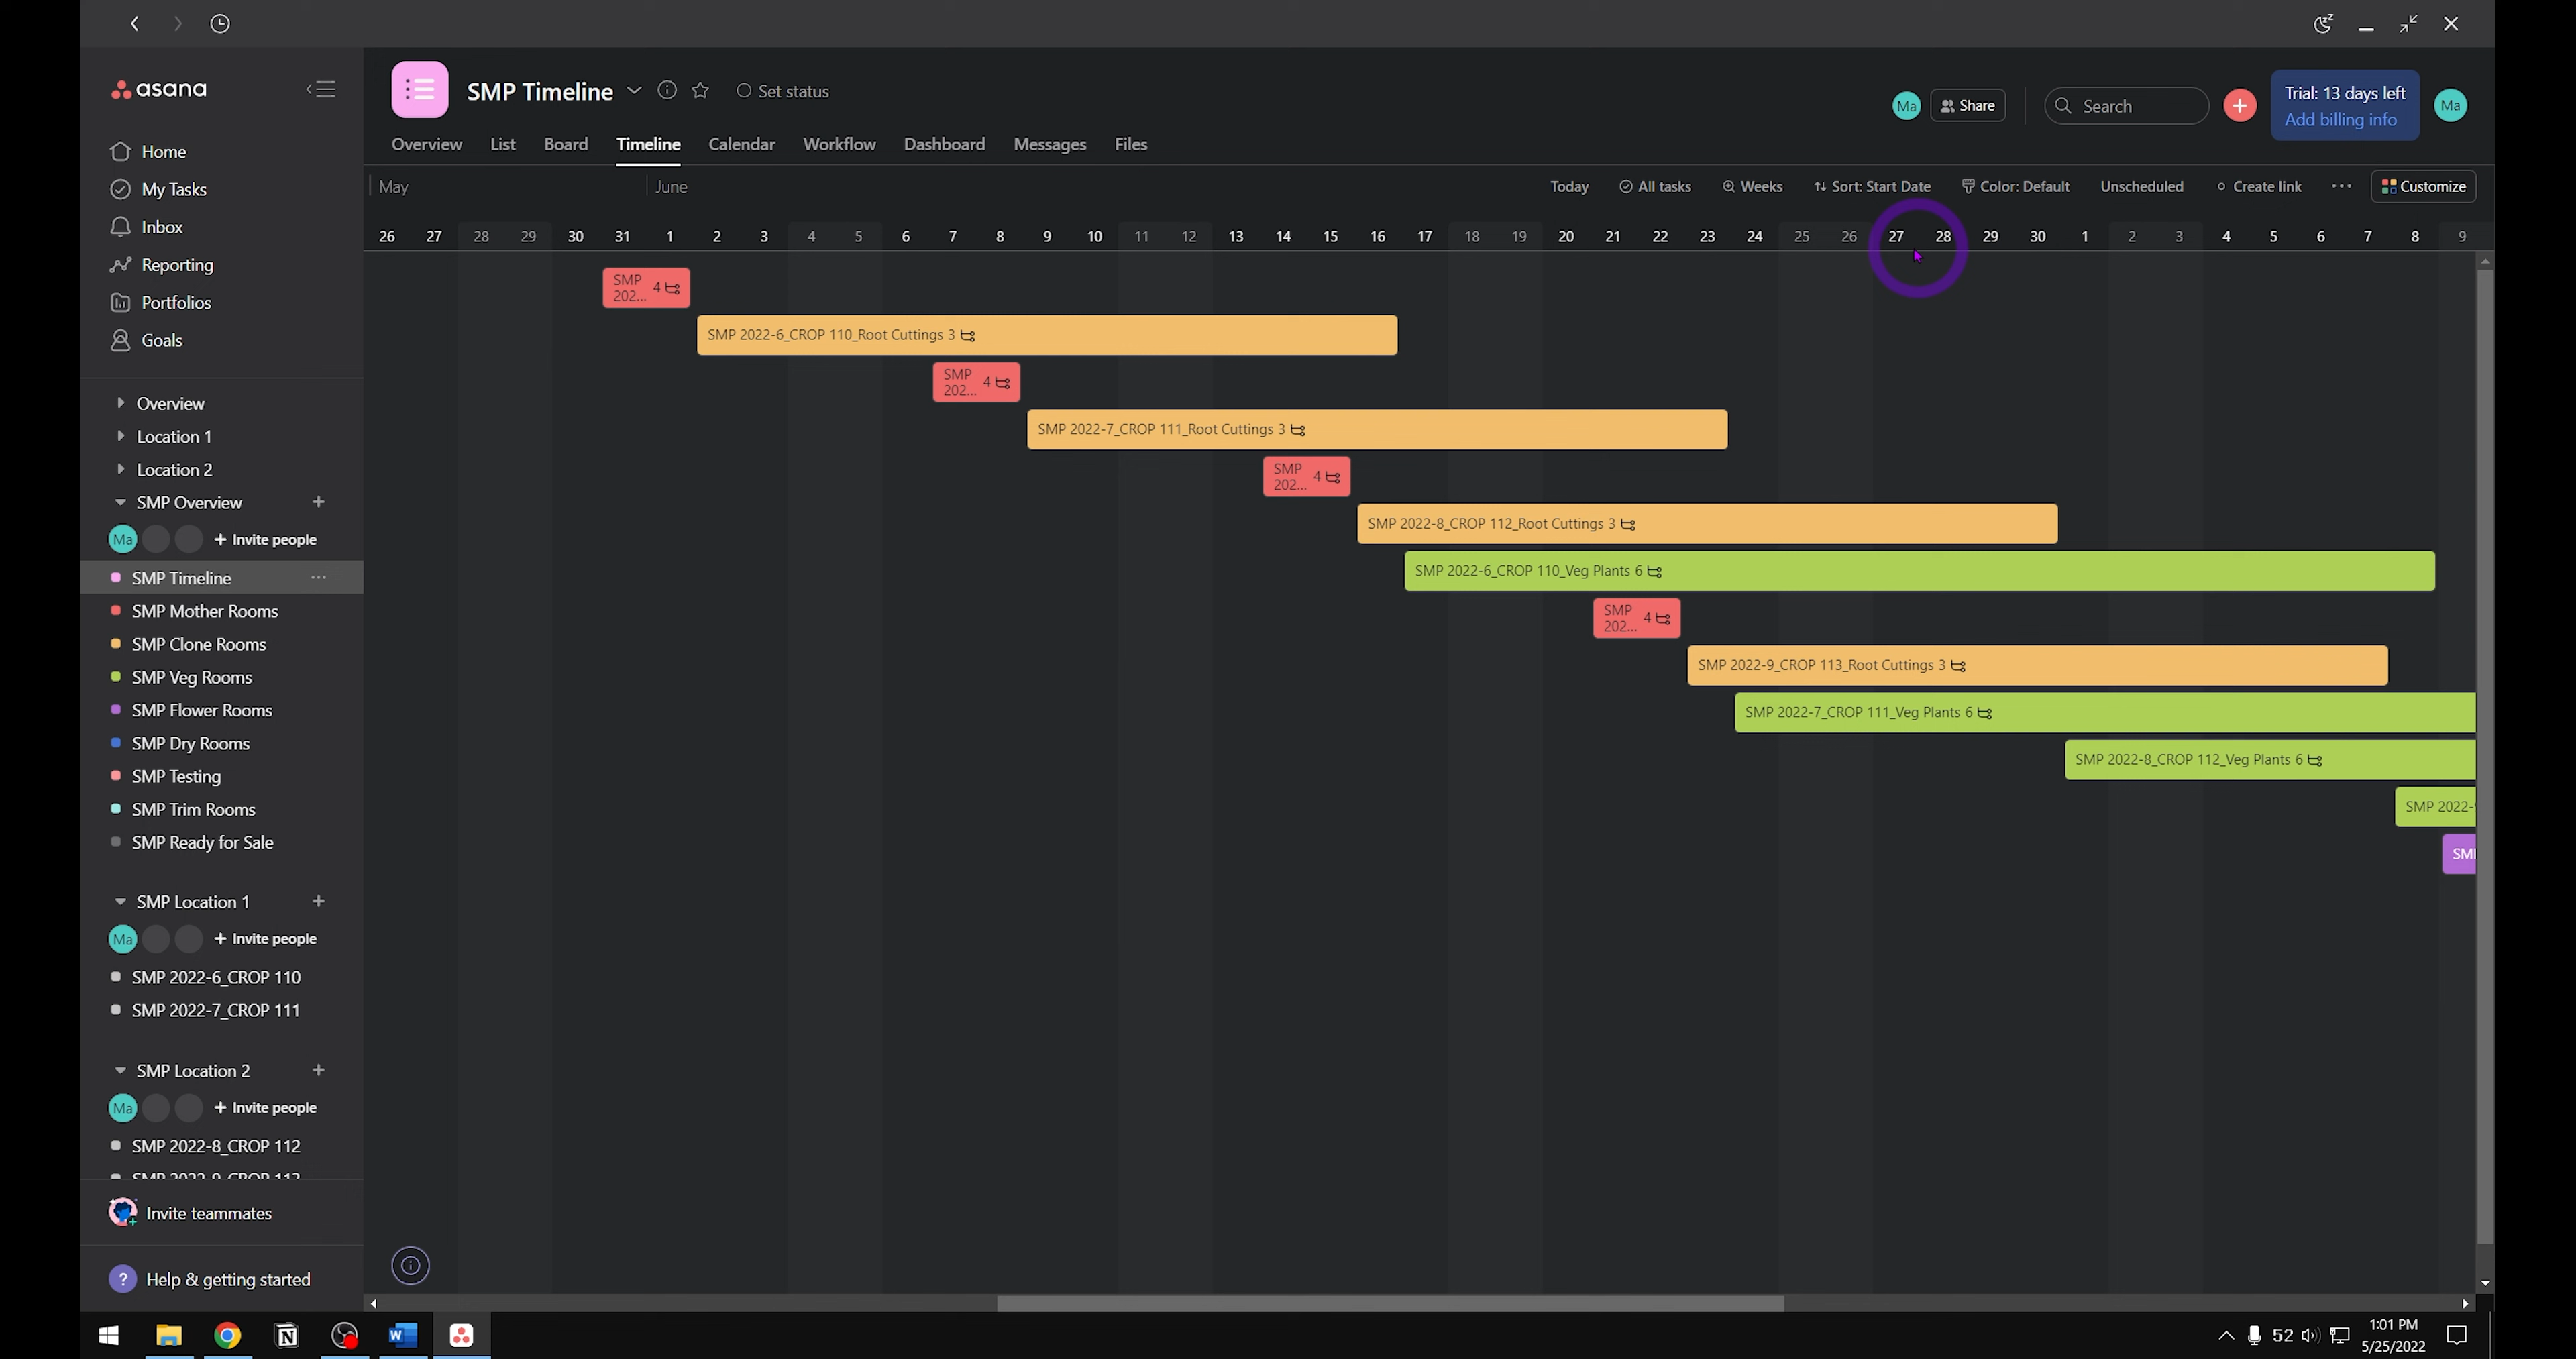 asana
Home
My Tasks
Inbox
Reporting
Portfolios
Goals
Overview
Location 1
Location 2
SMP Overview
Ma
+ Invite people
SMP Timeline
SMP Mother Rooms
SMP Clone Rooms
SMP Veg Rooms
SMP Flower Rooms
SMP Dry Rooms
SMP Testing
SMP Trim Rooms
SMP Ready for Sale
SMP Location 1
Ma
+ Invite people
SMP 2022-6_CROP 110
SMP 2022-7_CROP 111
SMP Location 2
Ma
+ Invite people
SMP 2022-8_CROP 112
SMP 2022-9_CROP 113
Invite teammates
? Help & getting started
SMP Timeline
Set status
Ma
Share
Search
Trial: 13 days left
Add billing info
Ma
Overview List Board Timeline Calendar Workflow Dashboard Messages Files
May June
Today All tasks Weeks Sort: Start Date Color: Default Unscheduled Create link ... Customize
26 27 28 29 30 31 1 2 3 4 5 6 7 8 9 10 11 12 13 14 15 16 17 18 19 20 21 22 23 24 25 26 27 28 29 30 1 2 3 4 5 6 7 8 9
SMP
202... 4
SMP 2022-6_CROP 110_Root Cuttings 3
SMP
202... 4
SMP 2022-7_CROP 111_Root Cuttings 3
SMP
202... 4
SMP 2022-8_CROP 112_Root Cuttings 3
SMP 2022-6_CROP 110_Veg Plants 6
SMP
202... 4
SMP 2022-9_CROP 113_Root Cuttings 3
SMP 2022-7_CROP 111_Veg Plants 6
SMP 2022-8_CROP 112_Veg Plants 6
SMP 2022-
SMP
52
1:01 PM
5/25/2022